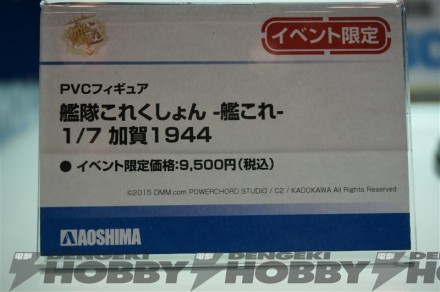 イベント限定
PVCフィギュア
艦隊これくしょん -艦これ-
1/7 加賀1944
● イベント限定価格:9,500円(税込)
©2015 DMM.com POWERCHORD STUDIO / C2 / KADOKAWA All Rights Reserved
AOSHIMA
DENGEKI HOBBY DENGEKI HOBBY DENGEKI HOBBY